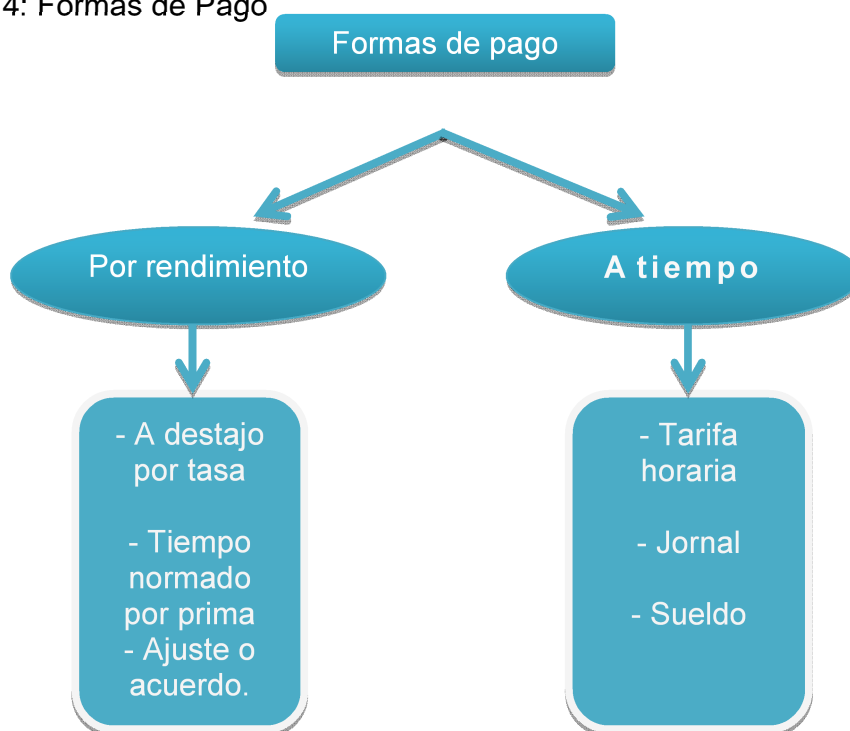 4: Formas de Pago
Formas de pago
Por rendimiento
A tiempo
- A destajo
por tasa
- Tiempo
normado
por prima
- Ajuste o
acuerdo.
- Tarifa
horaria
- Jornal
- Sueldo